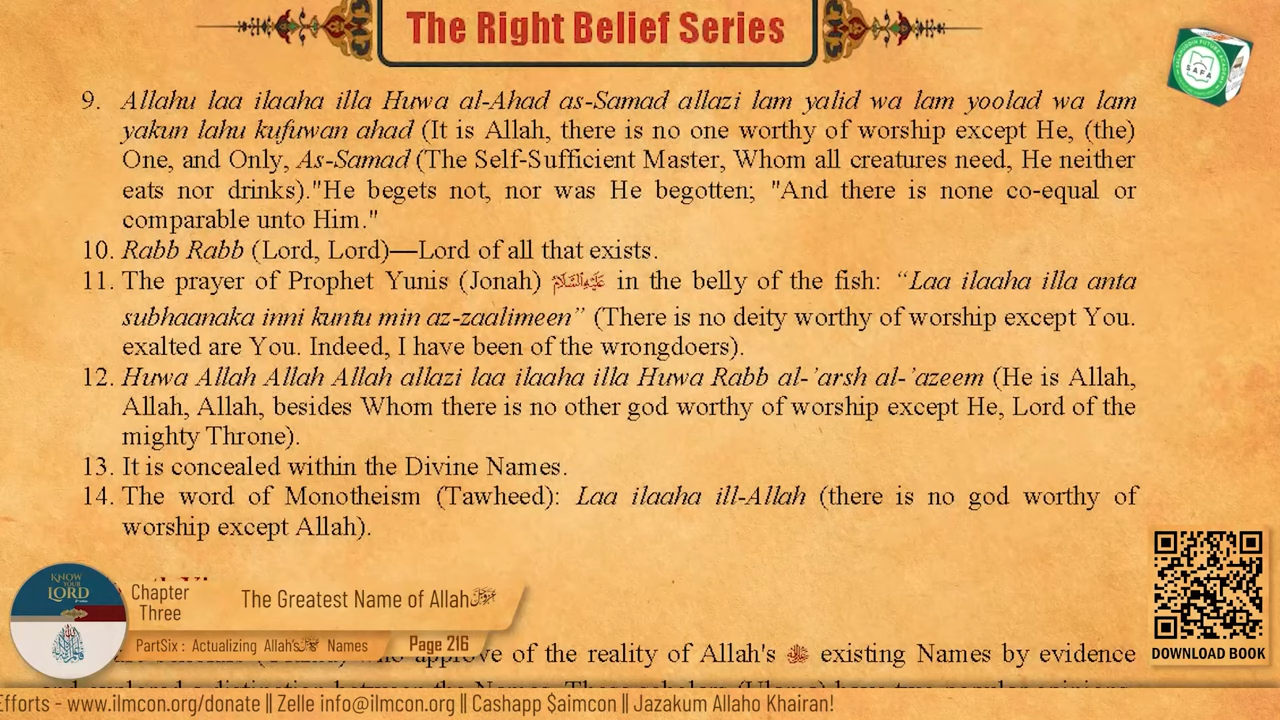 The Right Belief Series
SAFA
9. Allahu laa ilaaha illa Huwa al-Ahad as-Samad allazi lam yalid wa lam yoolad wa lam
yakun lahu kufuwan ahad (It is Allah, there is no one worthy of worship except He, (the)
One, and Only, As-Samad (The Self-Sufficient Master, Whom all creatures need, He neither
eats nor drinks)."He begets not, nor was He begotten; "And there is none co-equal or
comparable unto Him."
10. Rabb Rabb (Lord, Lord)—Lord of all that exists.
11. The prayer of Prophet Yunis (Jonah) عَلَيْهِ السَّلَامُ in the belly of the fish: “Laa ilaaha illa anta
subhaanaka inni kuntu min az-zaalimeen” (There is no deity worthy of worship except You.
exalted are You. Indeed, I have been of the wrongdoers).
12. Huwa Allah Allah Allah allazi laa ilaaha illa Huwa Rabb al-’arsh al-’azeem (He is Allah,
Allah, Allah, besides Whom there is no other god worthy of worship except He, Lord of the
mighty Throne).
13. It is concealed within the Divine Names.
14. The word of Monotheism (Tawheed): Laa ilaaha ill-Allah (there is no god worthy of
worship except Allah).
KNOW
YOUR
LORD
Chapter
Three
The Greatest Name of Allah
PartSix : Actualizing Allah's Names
Page 216
approve of the reality of Allah's existing Names by evidence
DOWNLOAD BOOK
Efforts - www.ilmcon.org/donate || Zelle info@ilmcon.org || Cashapp $aimcon || Jazakum Allaho Khairan!